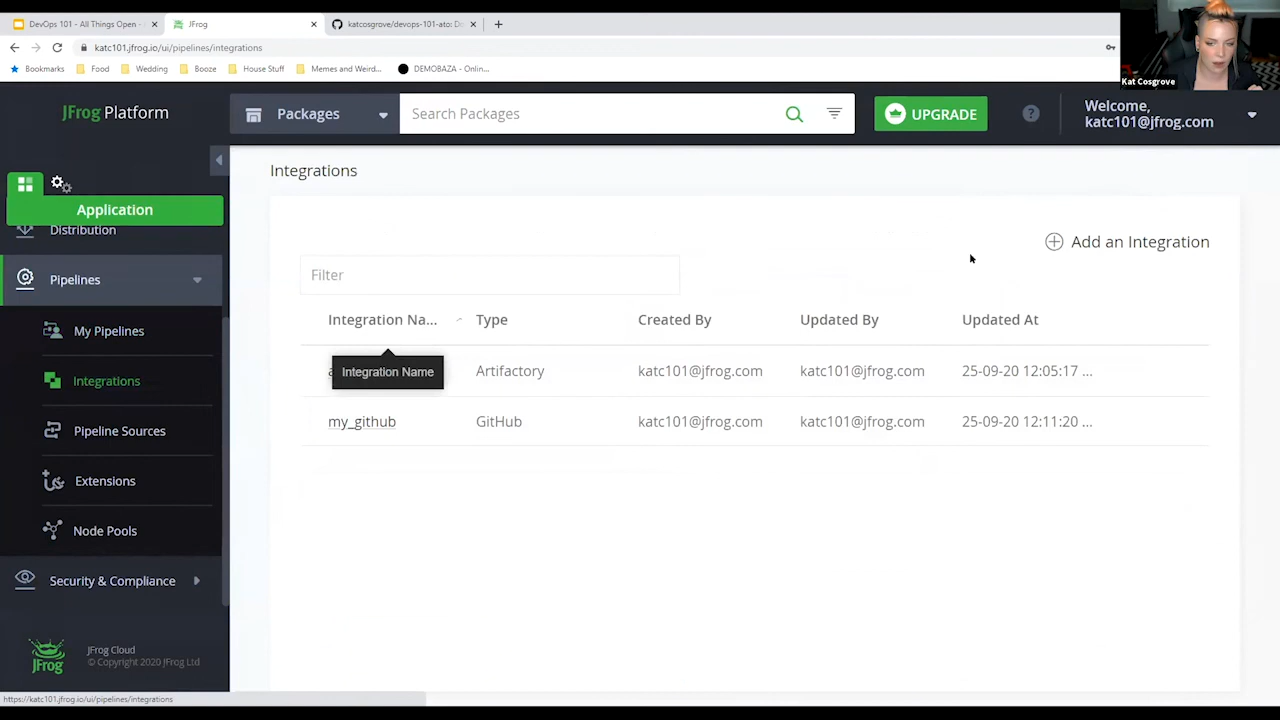 DevOps 101 - All Things Open -
JFrog
katcosgrove/devops-101-ato: D
katc101.jfrog.io/ui/pipelines/integrations
Bookmarks Food Wedding Booze House Stuff Memes and Weird... DEMOBAZA - Onlin...
Kat Cosgrove
JFrog Platform
Packages
Search Packages
UPGRADE
?
Welcome,
katc101@jfrog.com
Application
Distribution
Pipelines
My Pipelines
Integrations
Pipeline Sources
Extensions
Node Pools
Security & Compliance
JFrog
JFrog Cloud
© Copyright 2020 JFrog Ltd
Integrations
Add an Integration
Filter
Integration Na... Type Created By Updated By Updated At
Integration Name
Artifactory katc101@jfrog.com katc101@jfrog.com 25-09-20 12:05:17 ...
my_github GitHub katc101@jfrog.com katc101@jfrog.com 25-09-20 12:11:20 ...
https://katc101.jfrog.io/ui/pipelines/integrations